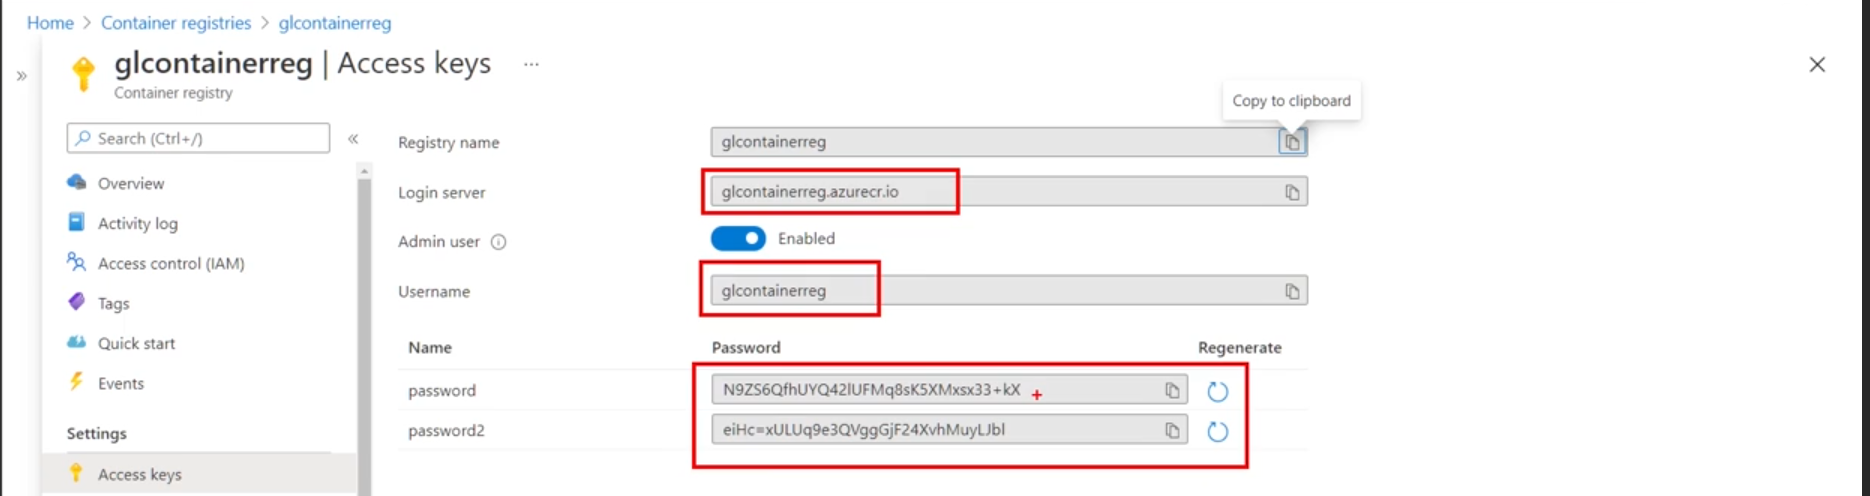 Home > Container registries > glcontainerreg
glcontainerreg | Access keys ...
Container registry
Copy to clipboard
Search (Ctrl+/)
Registry name glcontainerreg
Overview
Login server glcontainerreg.azurecr.io
Activity log
Admin user Enabled
Access control (IAM)
Username glcontainerreg
Tags
Quick start
Name Password Regenerate
Events
password N9ZS6QfhUYQ42lUFMq8sK5XMxsx33+kX
password2 eiHc=xULUq9e3QVggGjF24XvhMuyLJbl
Settings
Access keys